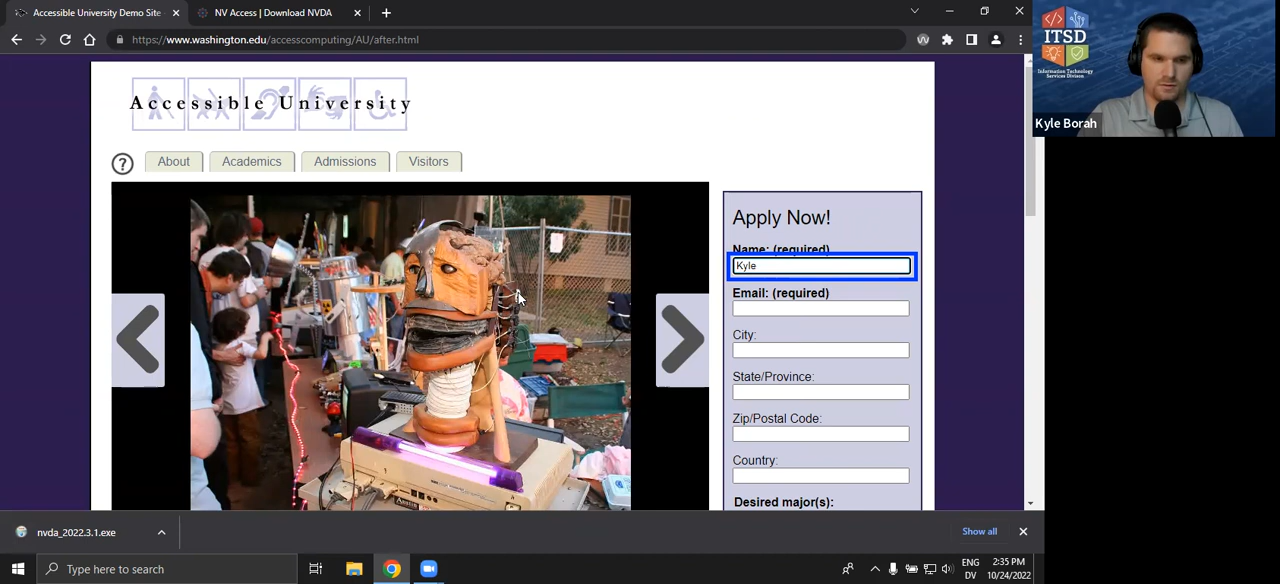 Accessible University Demo Site
NV Access | Download NVDA
https://www.washington.edu/accesscomputing/AU/after.html
ITSD
Information Technology
Services Division
Kyle Borah
Accessible University
?
About
Academics
Admissions
Visitors
Apply Now!
Name: (required)
Kyle
Email: (required)
City:
State/Province:
Zip/Postal Code:
Country:
Desired major(s):
nvda_2022.3.1.exe
Show all
Type here to search
ENG
DV
2:35 PM
10/24/2022